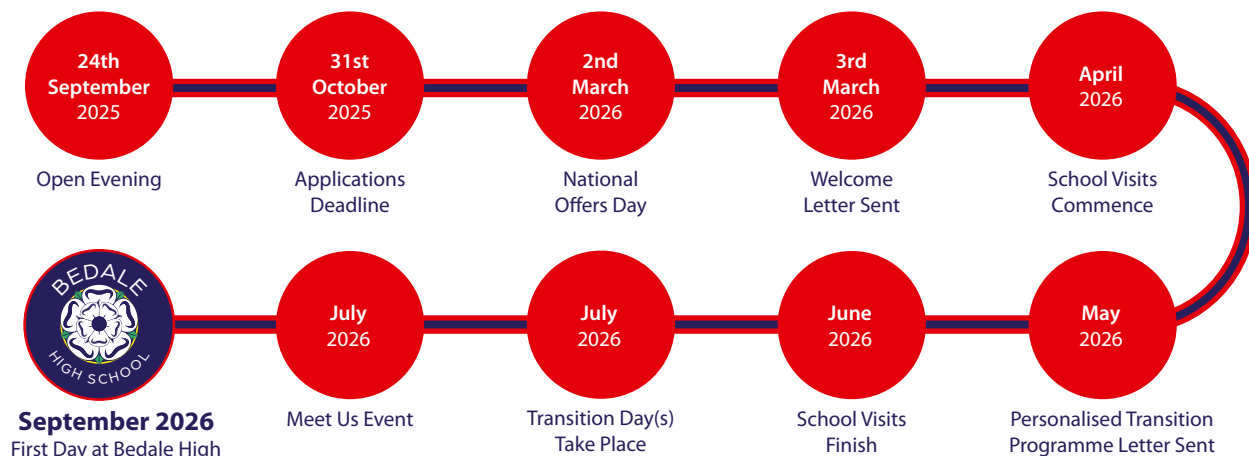 24th
September
2025
Open Evening
31st
October
2025
Applications
Deadline
2nd
March
2026
National
Offers Day
3rd
March
2026
Welcome
Letter Sent
April
2026
School Visits
Commence
May
2026
Personalised Transition
Programme Letter Sent
June
2026
School Visits
Finish
July
2026
Transition Day(s)
Take Place
July
2026
Meet Us Event
BEDALE
HIGH SCHOOL
September 2026
First Day at Bedale High